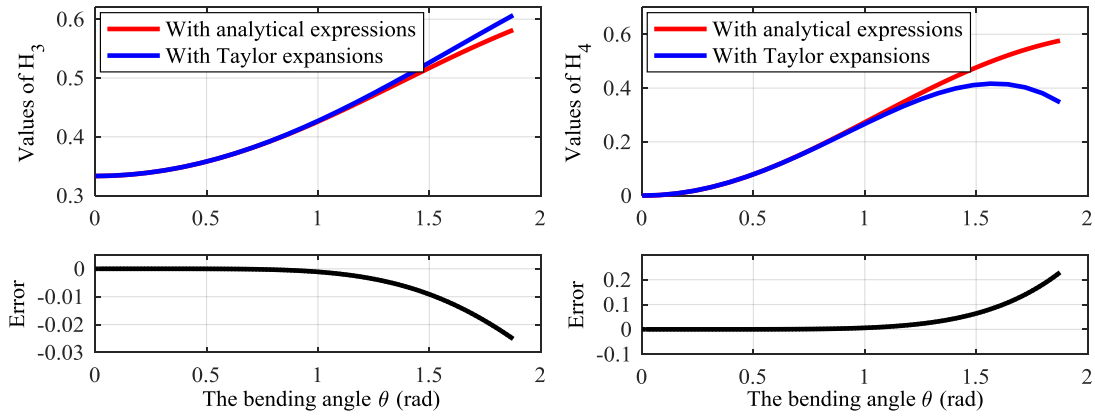 Values of H3
0.6
0.5
0.4
0.3
With analytical expressions
With Taylor expansions
0 0.5 1 1.5 2
Error
0
-0.01
-0.02
-0.03
0 0.5 1 1.5 2
The bending angle θ (rad)
Values of H4
0.6
0.4
0.2
0
With analytical expressions
With Taylor expansions
0 0.5 1 1.5 2
Error
0.2
0.1
0
-0.1
0 0.5 1 1.5 2
The bending angle θ (rad)